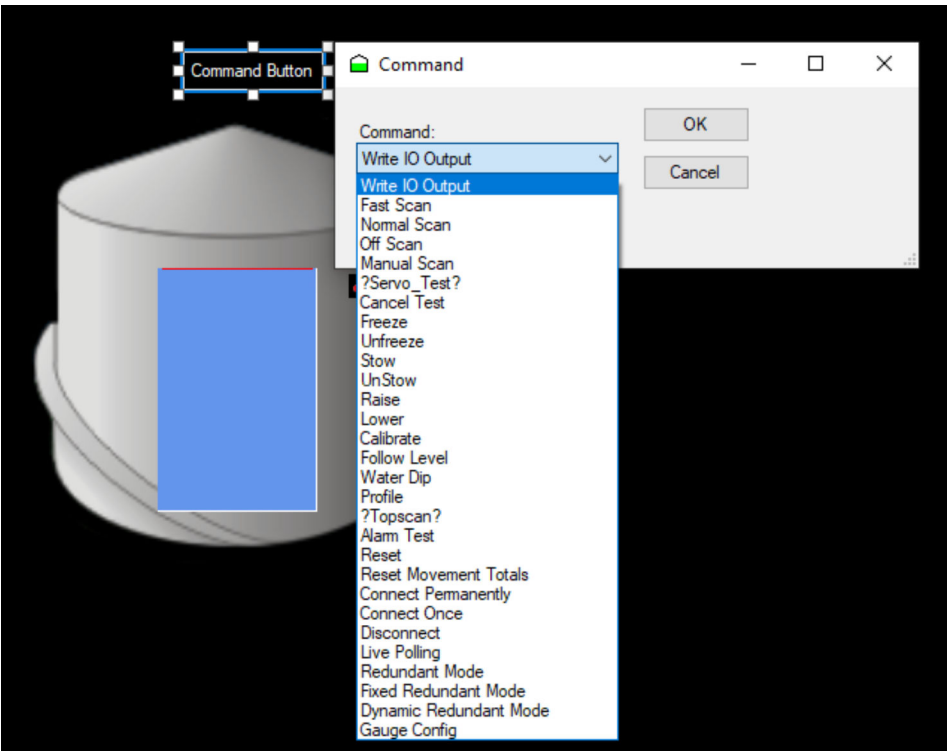 Command Button
Command
Command:
OK
Write IO Output
Cancel
Write IO Output
Fast Scan
Normal Scan
Off Scan
Manual Scan
?Servo_Test?
Cancel Test
Freeze
Unfreeze
Stow
UnStow
Raise
Lower
Calibrate
Follow Level
Water Dip
Profile
?Topscan?
Alarm Test
Reset
Reset Movement Totals
Connect Permanently
Connect Once
Disconnect
Live Polling
Redundant Mode
Fixed Redundant Mode
Dynamic Redundant Mode
Gauge Config